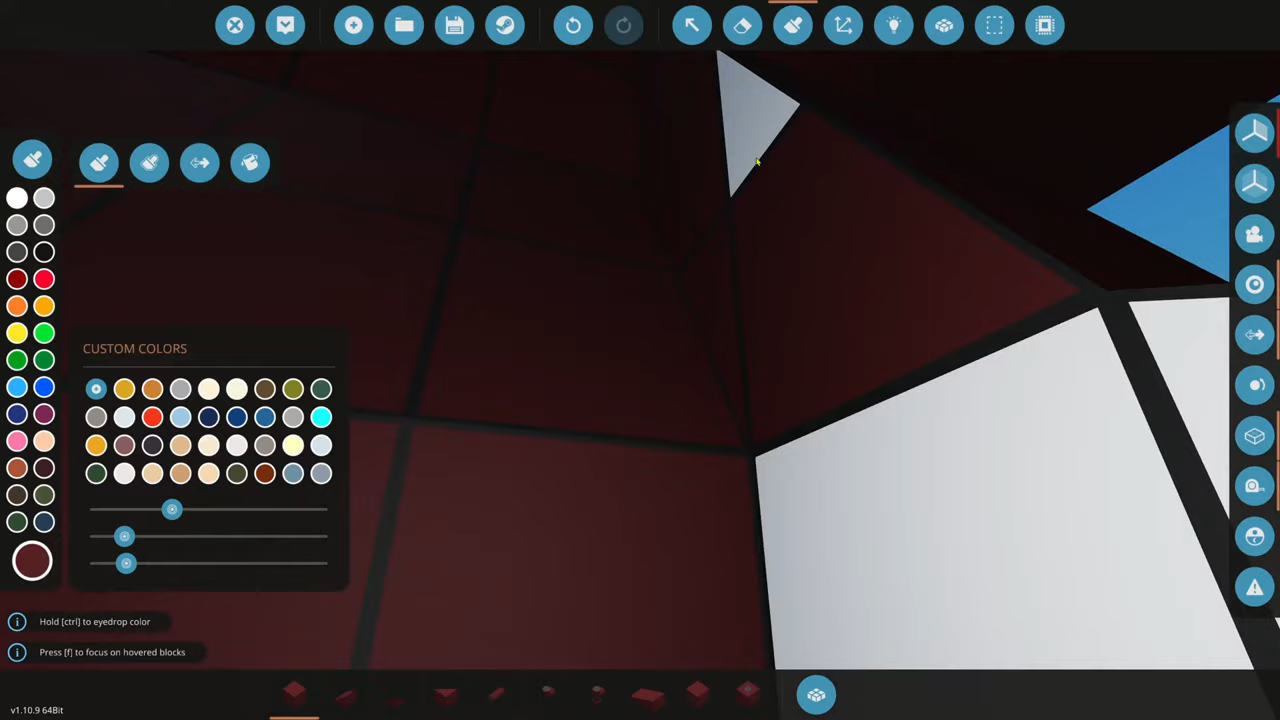 CUSTOM COLORS
Hold [ctrl] to eyedrop color
Press [f] to focus on hovered blocks
v1.10.9 64Bit